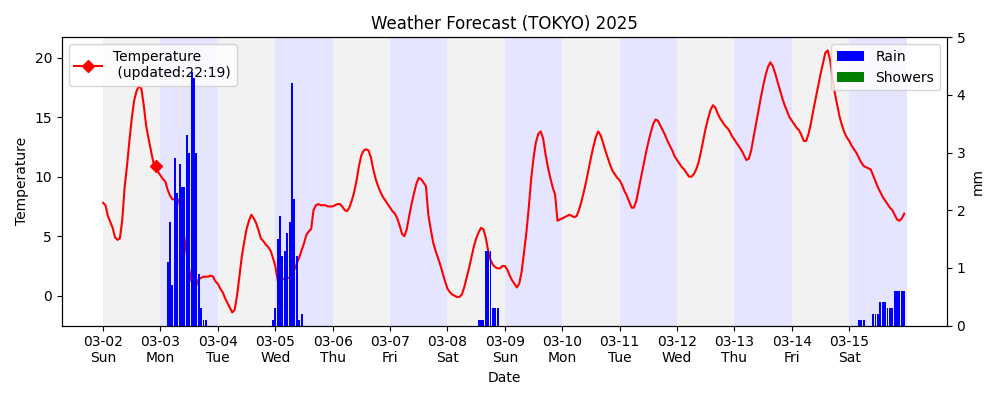 Weather Forecast (TOKYO) 2025
Temperature
(updated:22:19)
Rain
Showers
Temperature
20
15
10
5
0
5
4
3
2
1
0
mm
03-02 03-03 03-04 03-05 03-06 03-07 03-08 03-09 03-10 03-11 03-12 03-13 03-14 03-15
Sun Mon Tue Wed Thu Fri Sat Sun Mon Tue Wed Thu Fri Sat
Date